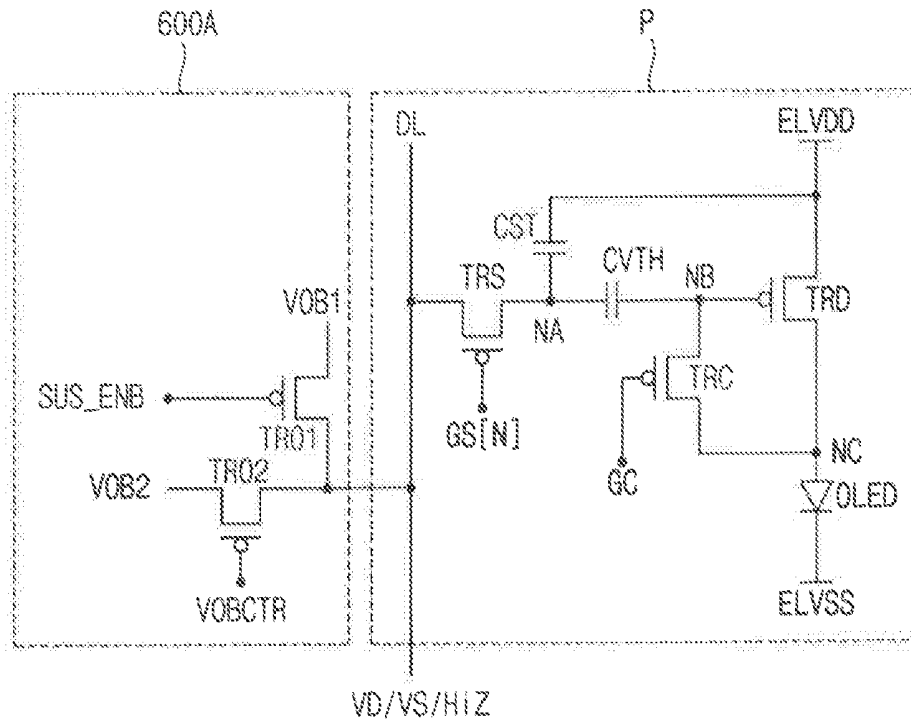 600A
P
DL
ELVDD
CST
CVTH
NB
TRS
TRD
NA
VOB1
TRC
SUS_ENB
TRO1
GS[N]
TRO2
NC
VOB2
GC
OLED
VOBCTR
ELVSS
VD/VS/HIZ